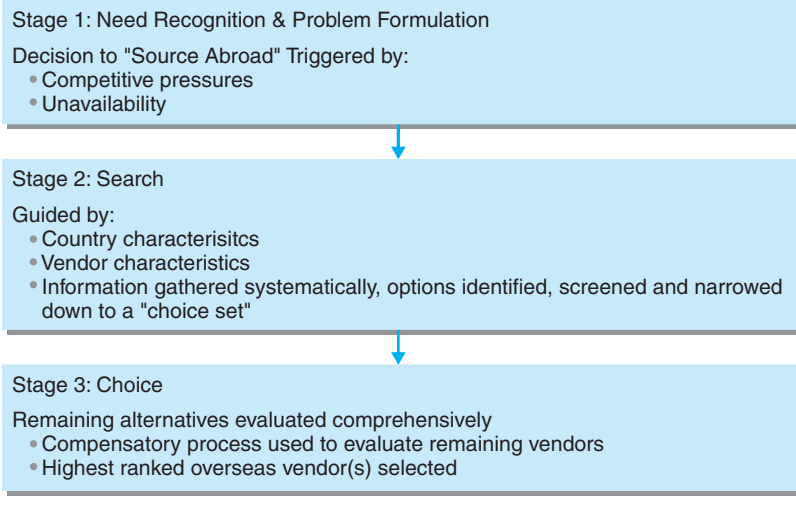 Stage 1: Need Recognition & Problem Formulation
Decision to "Source Abroad" Triggered by:
• Competitive pressures
• Unavailability
Stage 2: Search
Guided by:
• Country characterisitcs
• Vendor characteristics
• Information gathered systematically, options identified, screened and narrowed
down to a "choice set"
Stage 3: Choice
Remaining alternatives evaluated comprehensively
• Compensatory process used to evaluate remaining vendors
• Highest ranked overseas vendor(s) selected